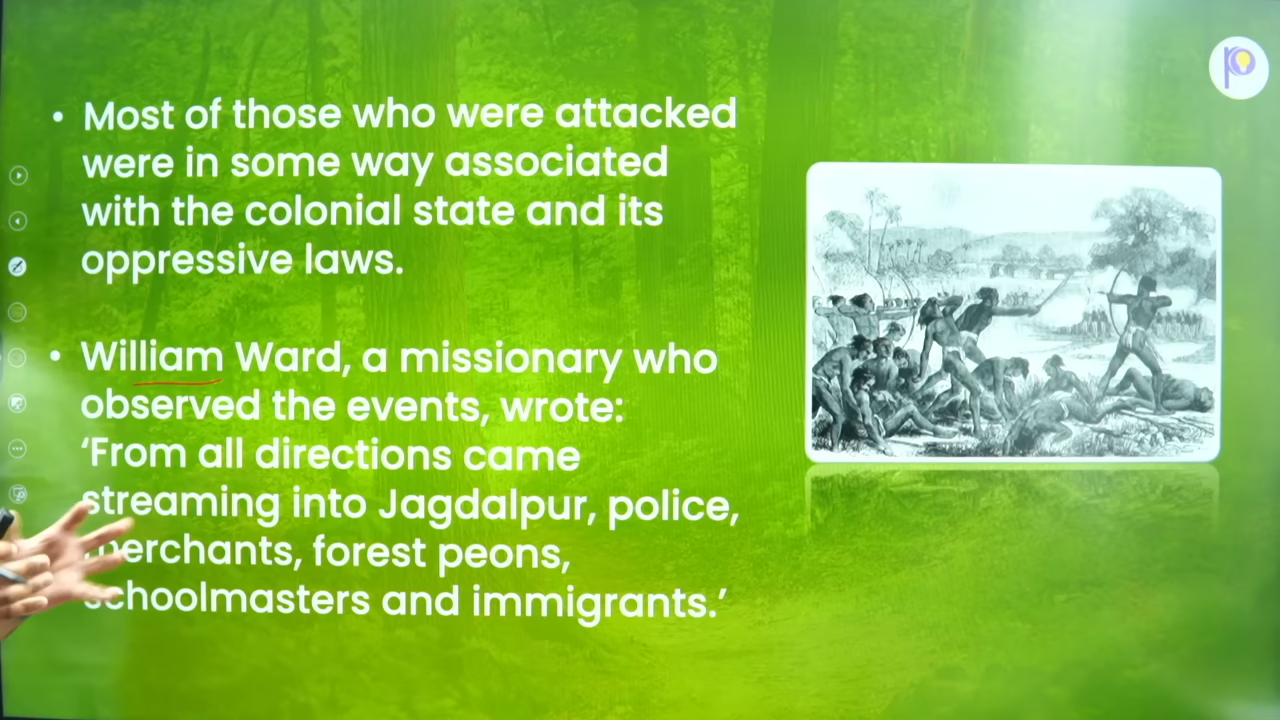 • Most of those who were attacked
were in some way associated
with the colonial state and its
oppressive laws.
• William Ward, a missionary who
observed the events, wrote:
‘From all directions came
streaming into Jagdalpur, police,
merchants, forest peons,
schoolmasters and immigrants.’